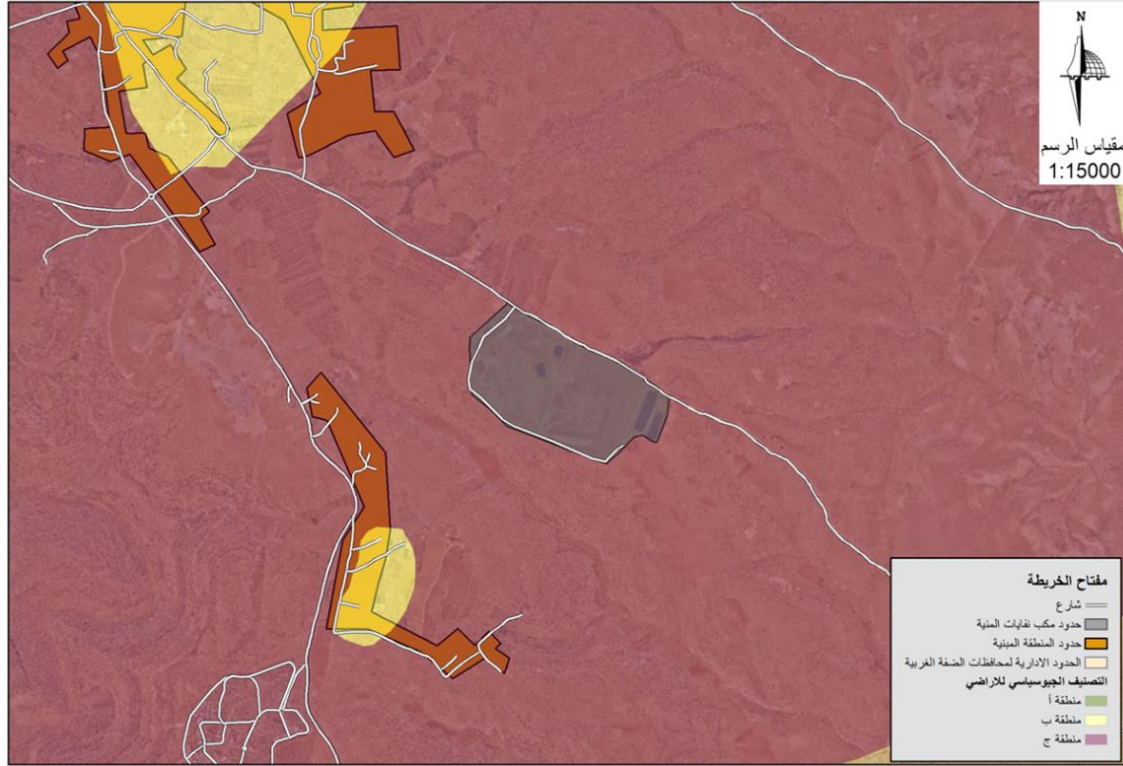 N
مقياس الرسم
1:15000
مفتاح الخريطة
شارع
حدود مكب نفايات المنية
حدود المنطقة المبنية
الحدود الادارية لمحافظات الضفة الغربية
التصنيف الجيوسياسي للاراضي
منطقة أ
منطقة ب
منطقة ج